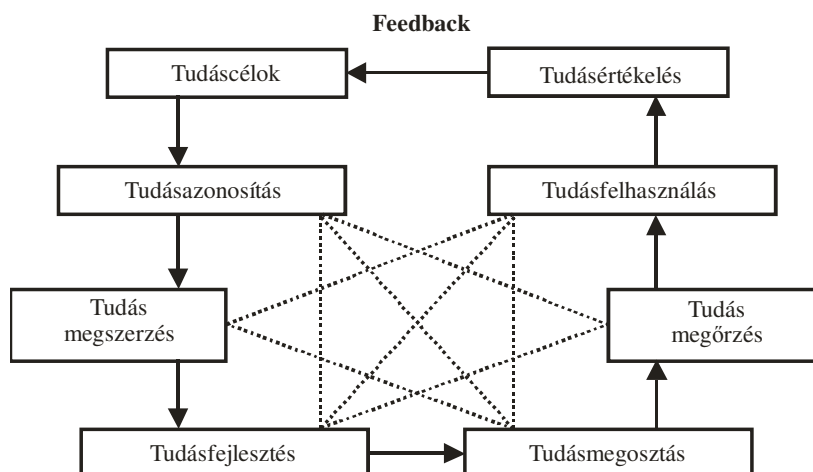 Feedback
Tudáscélok
Tudásértékelés
Tudásazonosítás
Tudásfelhasználás
Tudás
megszerzés
Tudás
megőrzés
Tudásfejlesztés
Tudásmegosztás